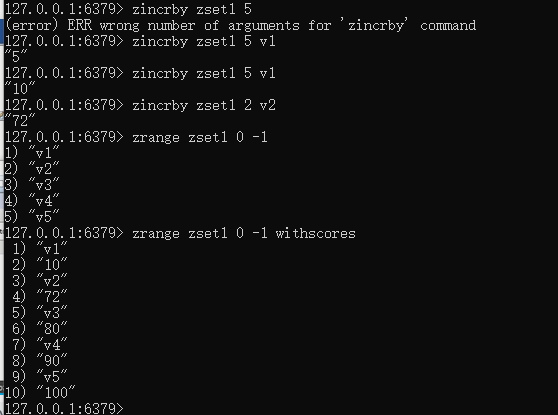 127.0.0.1:6379> zincrby zset1 5
(error) ERR wrong number of arguments for 'zincrby' command
127.0.0.1:6379> zincrby zset1 5 v1
"5"
127.0.0.1:6379> zincrby zset1 5 v1
"10"
127.0.0.1:6379> zincrby zset1 2 v2
"72"
127.0.0.1:6379> zrange zset1 0 -1
1) "v1"
2) "v2"
3) "v3"
4) "v4"
5) "v5"
127.0.0.1:6379> zrange zset1 0 -1 withscores
 1) "v1"
 2) "10"
 3) "v2"
 4) "72"
 5) "v3"
 6) "80"
 7) "v4"
 8) "90"
 9) "v5"
10) "100"
127.0.0.1:6379>